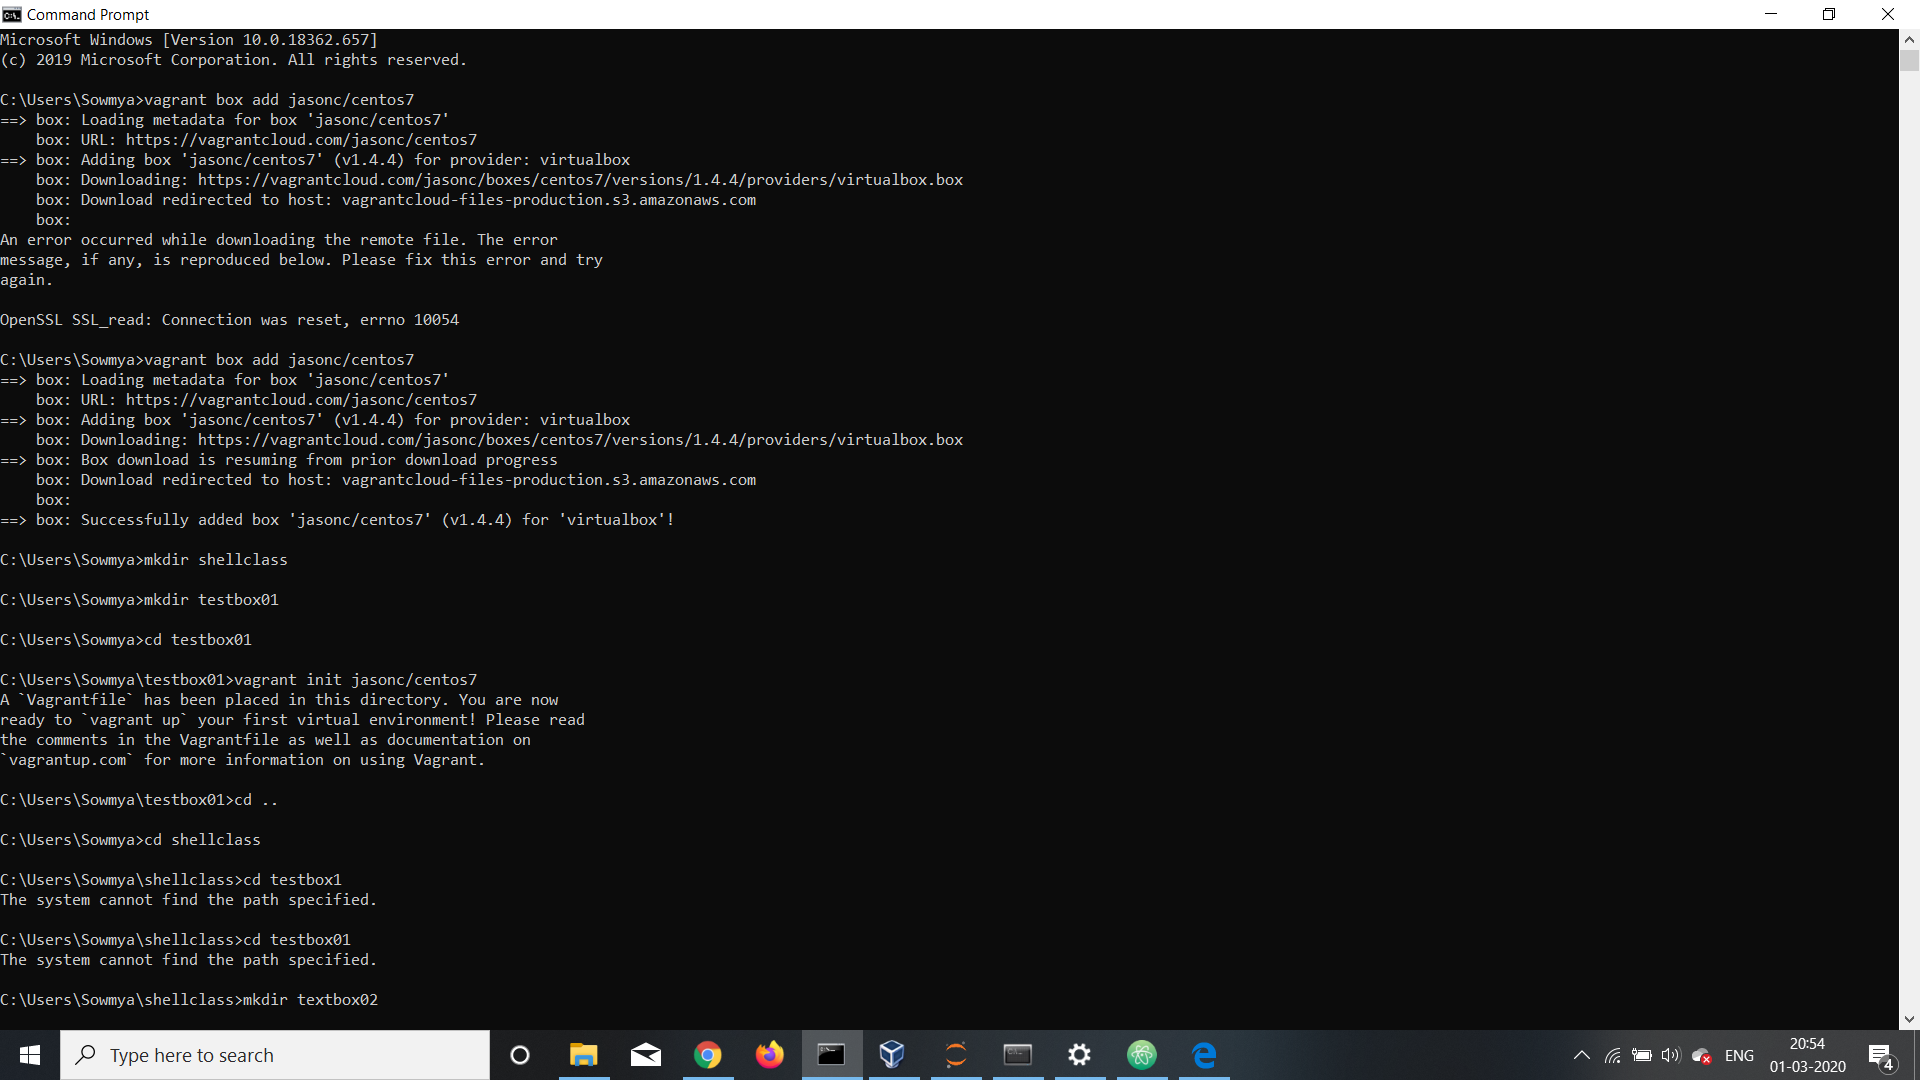 Command Prompt
Microsoft Windows [Version 10.0.18362.657]
(c) 2019 Microsoft Corporation. All rights reserved.
C:\Users\Sowmya>vagrant box add jasonc/centos7
==> box: Loading metadata for box 'jasonc/centos7'
box: URL: https://vagrantcloud.com/jasonc/centos7
==> box: Adding box 'jasonc/centos7' (v1.4.4) for provider: virtualbox
box: Downloading: https://vagrantcloud.com/jasonc/boxes/centos7/versions/1.4.4/providers/virtualbox.box
box: Download redirected to host: vagrantcloud-files-production.s3.amazonaws.com
box:
An error occurred while downloading the remote file. The error
message, if any, is reproduced below. Please fix this error and try
again.
OpenSSL SSL_read: Connection was reset, errno 10054
C:\Users\Sowmya>vagrant box add jasonc/centos7
==> box: Loading metadata for box 'jasonc/centos7'
box: URL: https://vagrantcloud.com/jasonc/centos7
==> box: Adding box 'jasonc/centos7' (v1.4.4) for provider: virtualbox
box: Downloading: https://vagrantcloud.com/jasonc/boxes/centos7/versions/1.4.4/providers/virtualbox.box
==> box: Box download is resuming from prior download progress
box: Download redirected to host: vagrantcloud-files-production.s3.amazonaws.com
box:
==> box: Successfully added box 'jasonc/centos7' (v1.4.4) for 'virtualbox'!
C:\Users\Sowmya>mkdir shellclass
C:\Users\Sowmya>mkdir testbox01
C:\Users\Sowmya>cd testbox01
C:\Users\Sowmya\testbox01>vagrant init jasonc/centos7
A `Vagrantfile` has been placed in this directory. You are now
ready to `vagrant up` your first virtual environment! Please read
the comments in the Vagrantfile as well as documentation on
`vagrantup.com` for more information on using Vagrant.
C:\Users\Sowmya\testbox01>cd ..
C:\Users\Sowmya>cd shellclass
C:\Users\Sowmya\shellclass>cd testbox1
The system cannot find the path specified.
C:\Users\Sowmya\shellclass>cd testbox01
The system cannot find the path specified.
C:\Users\Sowmya\shellclass>mkdir textbox02
Type here to search
ENG
20:54
01-03-2020
4